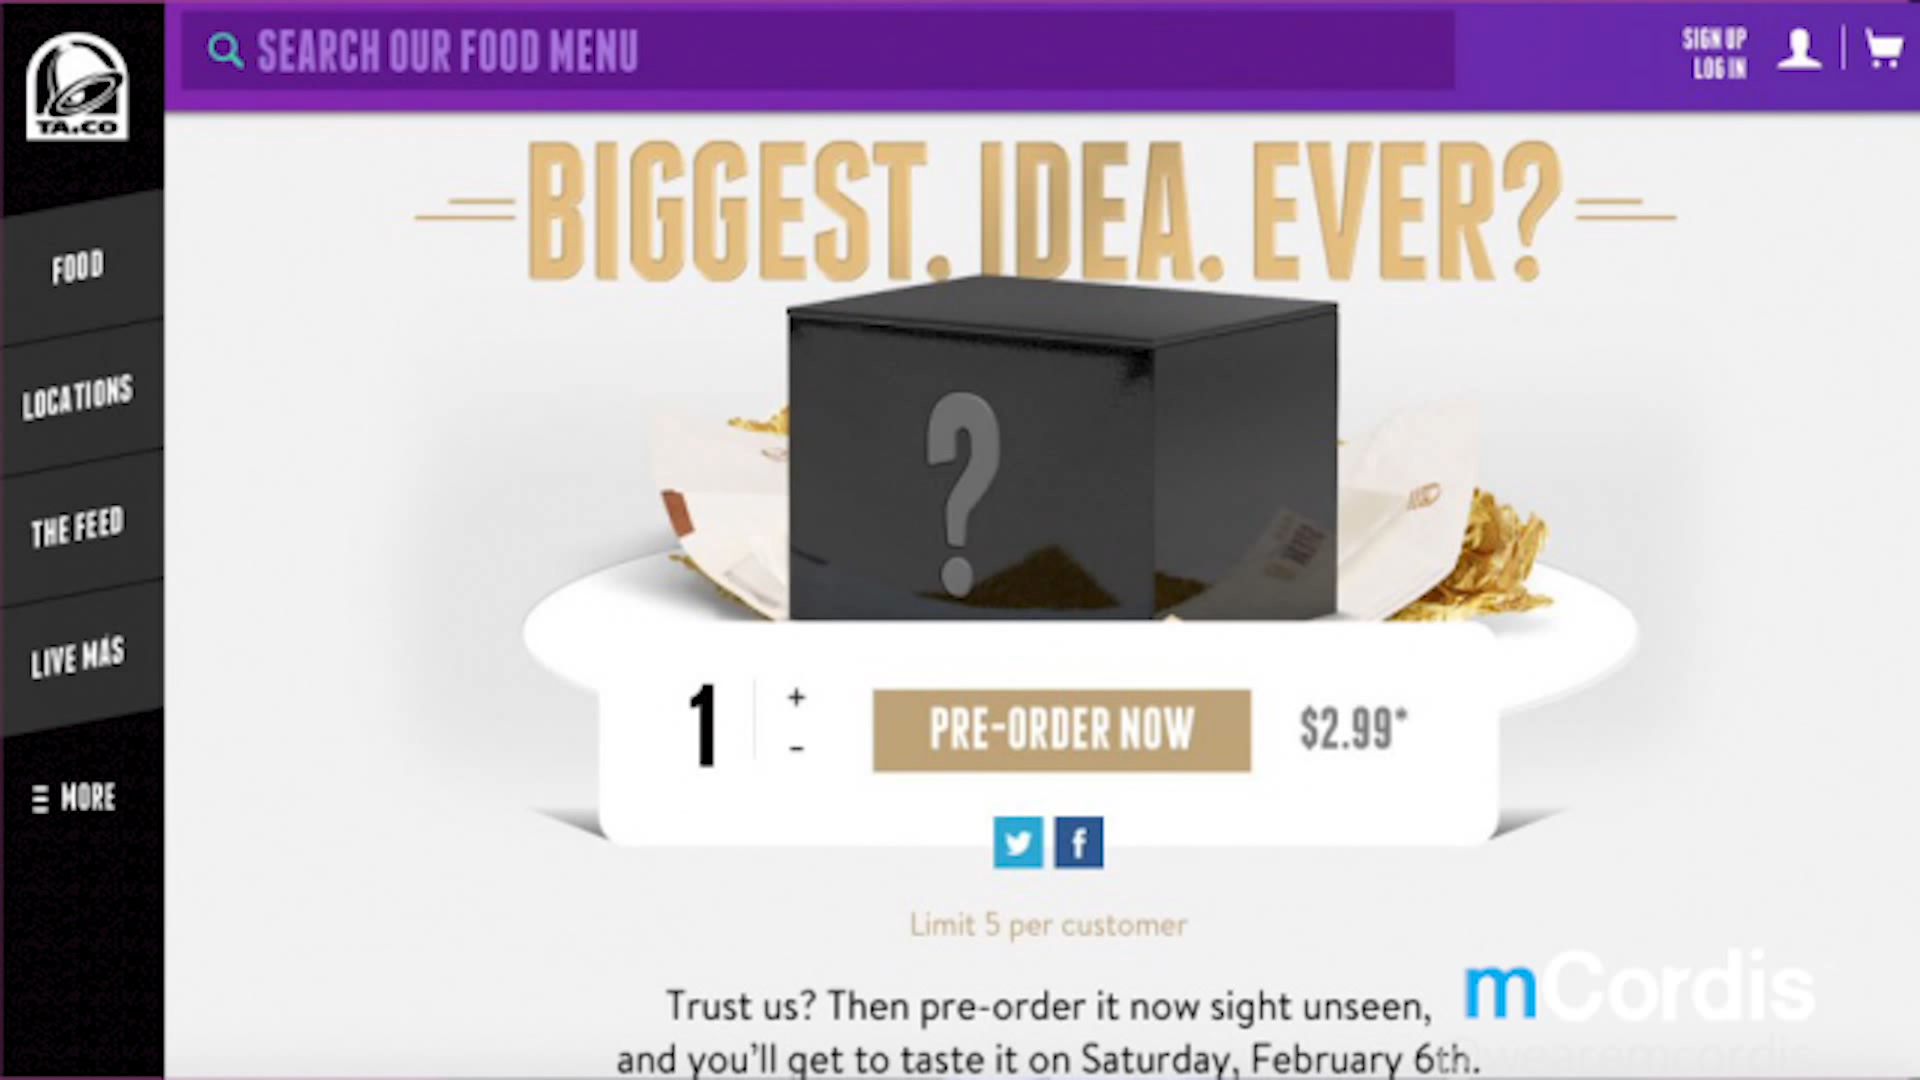 SEARCH OUR FOOD MENU
SIGN UP
LOG IN
TA.CO
FOOD
LOCATIONS
THE FEED
LIVE MÁS
MORE
BIGGEST. IDEA. EVER?
?
1
+
-
PRE-ORDER NOW
$2.99*
Limit 5 per customer
Trust us? Then pre-order it now sight unseen,
and you'll get to taste it on Saturday, February 6th.
mCordis
@wearemcordis